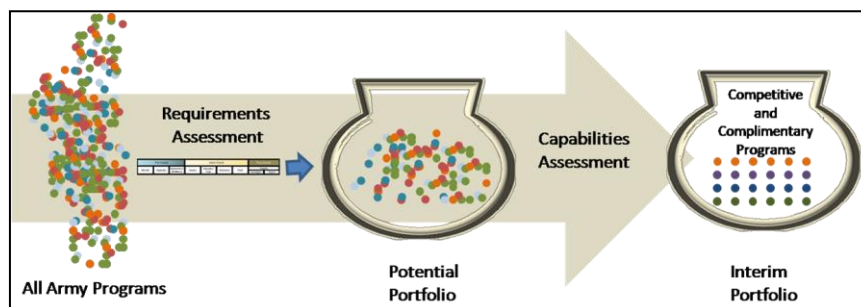 Requirements
Assessment
All Army Programs
Potential
Portfolio
Capabilities
Assessment
Competitive
and
Complimentary
Programs
Interim
Portfolio